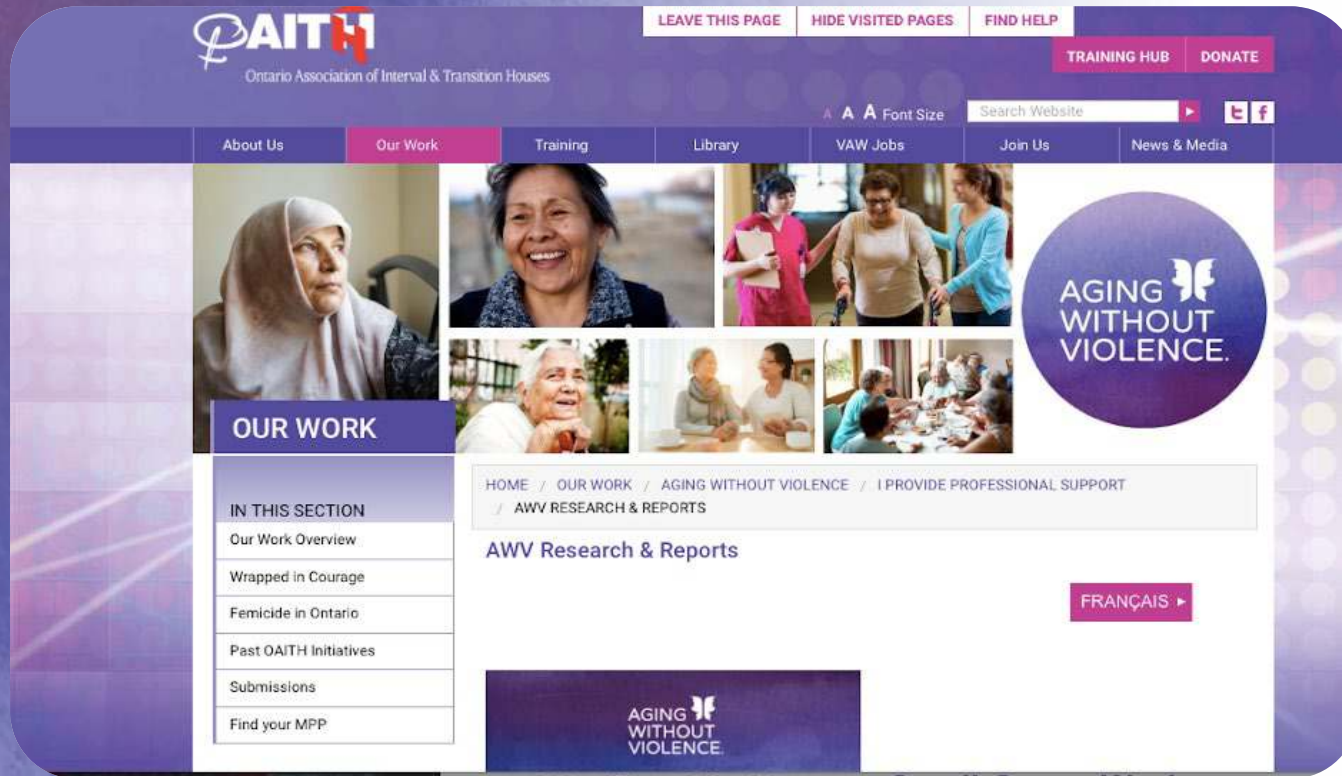 LEAVE THIS PAGE
HIDE VISITED PAGES
FIND HELP
OAITH
TRAINING HUB
DONATE
Ontario Association of Interval & Transition Houses
A A A Font Size
Search Website
About Us
Our Work
Training
Library
VAW Jobs
Join Us
News & Media
AGING
WITHOUT
VIOLENCE.
OUR WORK
IN THIS SECTION
Our Work Overview
Wrapped in Courage
Femicide in Ontario
Past OAITH Initiatives
Submissions
Find your MPP
HOME / OUR WORK / AGING WITHOUT VIOLENCE / I PROVIDE PROFESSIONAL SUPPORT
/ AWV RESEARCH & REPORTS
AWV Research & Reports
FRANÇAIS
AGING
WITHOUT
VIOLENCE.